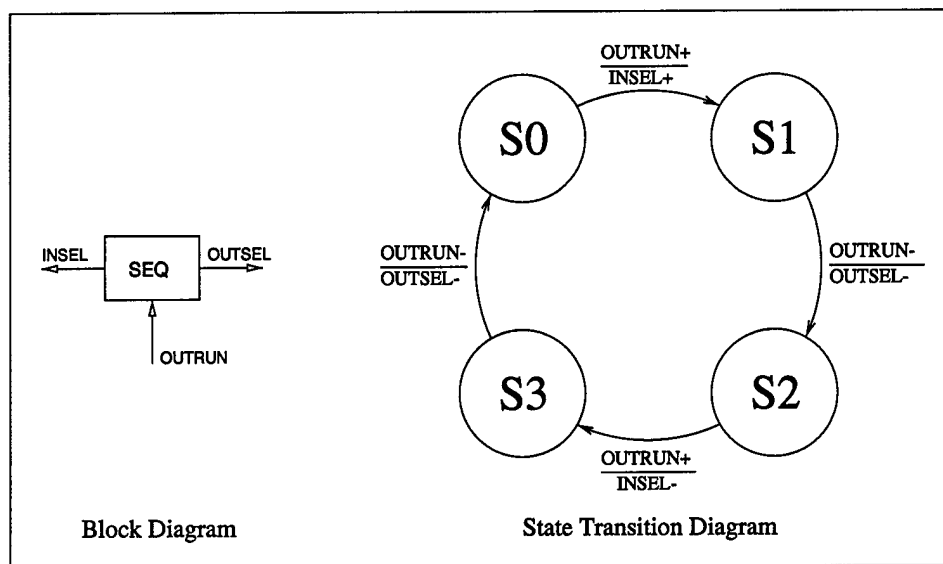 OUTRUN+
INSEL+
S0
S1
INSEL
SEQ
OUTSEL
OUTRUN
OUTRUN-
OUTSEL-
OUTRUN-
OUTSEL-
S3
S2
OUTRUN+
INSEL-
Block Diagram
State Transition Diagram